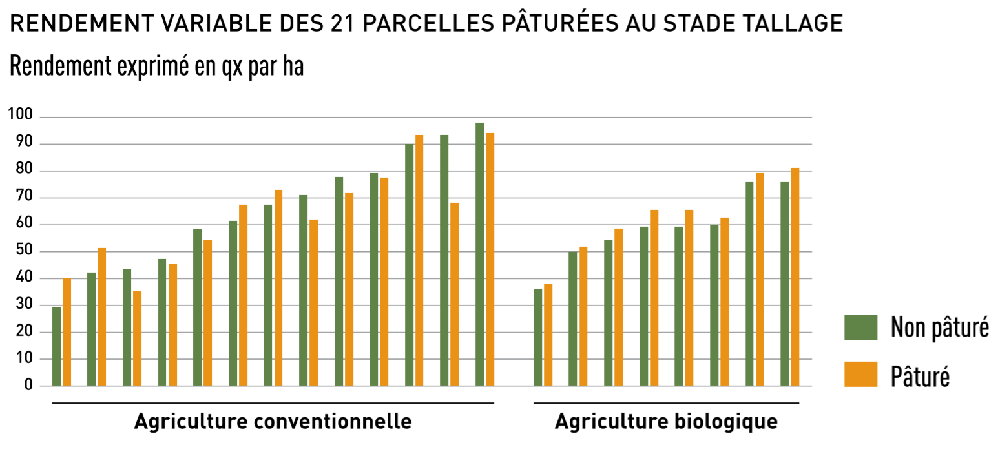 RENDEMENT VARIABLE DES 21 PARCELLES PÂTURÉES AU STADE TALLAGE
Rendement exprimé en qx par ha
100
90
80
70
60
50
40
30
20
10
0
Agriculture conventionnelle
Agriculture biologique
Non pâturé
Pâturé